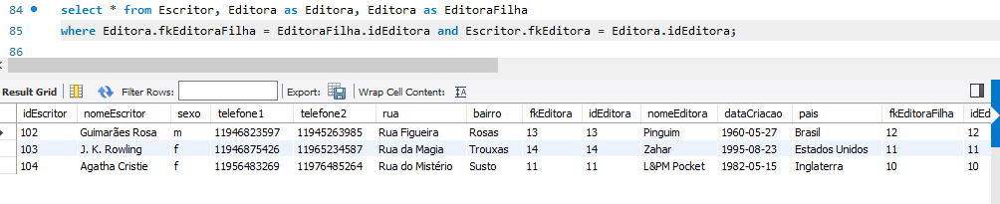 84 select * from Escritor, Editora as Editora, Editora as EditoraFilha
85 where Editora.fkEditoraFilha = EditoraFilha.idEditora and Escritor.fkEditora = Editora.idEditora;
86
Result Grid Filter Rows: Export: Wrap Cell Content:
idEscritor nomeEscritor sexo telefone1 telefone2 rua bairro fkEditora idEditora nomeEditora dataCriacao pais fkEditoraFilha idEd
102 Guimarães Rosa m 11946823597 11945263985 Rua Figueira Rosas 13 13 Pinguim 1960-05-27 Brasil 12 12
103 J. K. Rowling f 11946875426 11965234587 Rua da Magia Trouxas 14 14 Zahar 1995-08-23 Estados Unidos 11 11
104 Agatha Cristie f 11956483269 11976485264 Rua do Mistério Susto 11 11 L&PM Pocket 1982-05-15 Inglaterra 10 10